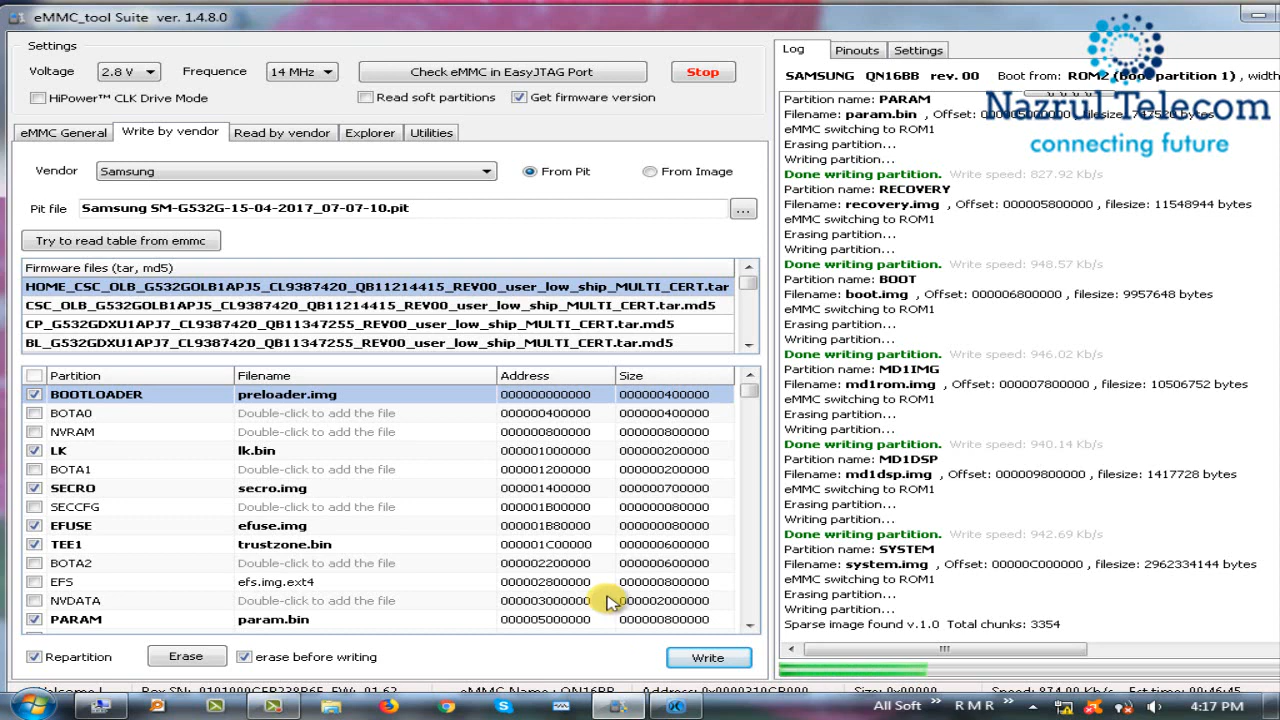 eMMC_tool Suite ver. 1.4.8.0
Settings
Voltage 2.8 V Frequency 14 MHz Check eMMC in EasyJTAG Port Stop
HiPower™ CLK Drive Mode Read soft partitions Get firmware version
eMMC General Write by vendor Read by vendor Explorer Utilities
Vendor Samsung From Pit From Image
Pit file Samsung SM-G532G-15-04-2017_07-07-10.pit ...
Try to read table from emmc
Firmware files (tar, md5)
HOME_CSC_OLB_G532GOLB1APJ5_CL9387420_QB11214415_REV00_user_low_ship_MULTI_CERT.tar
CSC_OLB_G532GOLB1APJ5_CL9387420_QB11214415_REV00_user_low_ship_MULTI_CERT.tar.md5
CP_G532GDXU1APJ7_CL9387420_QB11347255_REV00_user_low_ship_MULTI_CERT.tar.md5
BL_G532GDXU1APJ7_CL9387420_QB11347255_REV00_user_low_ship_MULTI_CERT.tar.md5
Partition Filename Address Size
BOOTLOADER preloader.img 000000000000 000000400000
BOTA0 Double-click to add the file 000000400000 000000400000
NVRAM Double-click to add the file 000000800000 000000800000
LK lk.bin 000001000000 000000200000
BOTA1 Double-click to add the file 000001200000 000000200000
SECRO secro.img 000001400000 000000700000
SECCFG Double-click to add the file 000001B00000 000000080000
EFUSE efuse.img 000001B80000 000000080000
TEE1 trustzone.bin 000001C00000 000000600000
BOTA2 Double-click to add the file 000002200000 000000600000
EFS efs.img.ext4 000002800000 000000800000
NVDATA Double-click to add the file 000003000000 000002000000
PARAM param.bin 000005000000 000000800000
Repartition Erase erase before writing Write
Log Pinouts Settings
SAMSUNG QN16BB rev. 00 Boot from: ROM2 (Boot partition 1) , width
Nazrul Telecom
connecting future
Partition name: PARAM
Filename: param.bin , Offset: 000005000000 , filesize: 747520 bytes
eMMC switching to ROM1
Erasing partition...
Writing partition...
Done writing partition. Write speed: 827.92 Kb/s
Partition name: RECOVERY
Filename: recovery.img , Offset: 000005800000 , filesize: 11548944 bytes
eMMC switching to ROM1
Erasing partition...
Writing partition...
Done writing partition. Write speed: 948.57 Kb/s
Partition name: BOOT
Filename: boot.img , Offset: 000006800000 , filesize: 9957648 bytes
eMMC switching to ROM1
Erasing partition...
Writing partition...
Done writing partition. Write speed: 946.02 Kb/s
Partition name: MD1IMG
Filename: md1rom.img , Offset: 000007800000 , filesize: 10506752 bytes
eMMC switching to ROM1
Erasing partition...
Writing partition...
Done writing partition. Write speed: 940.14 Kb/s
Partition name: MD1DSP
Filename: md1dsp.img , Offset: 000009800000 , filesize: 1417728 bytes
eMMC switching to ROM1
Erasing partition...
Writing partition...
Done writing partition. Write speed: 942.69 Kb/s
Partition name: SYSTEM
Filename: system.img , Offset: 00000C000000 , filesize: 2962334144 bytes
eMMC switching to ROM1
Erasing partition...
Writing partition...
Sparse image found v.1.0 Total chunks: 3354
All Soft » R M R » 4:17 PM